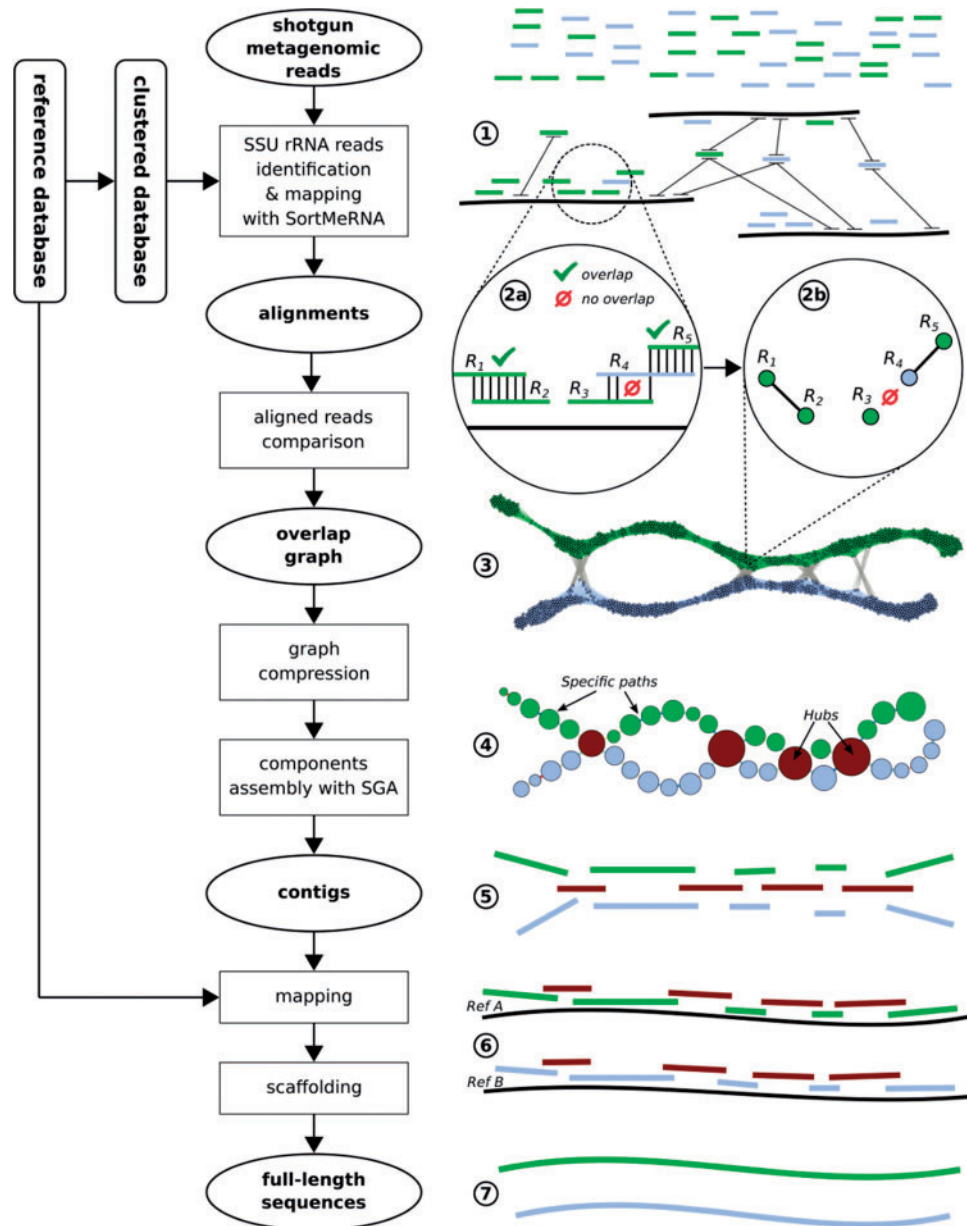 shotgun
metagenomic
reads
reference database
clustered database
SSU rRNA reads
identification
& mapping
with SortMeRNA
alignments
aligned reads
comparison
overlap
graph
graph
compression
components
assembly with SGA
contigs
mapping
scaffolding
full-length
sequences
1
2a
overlap
no overlap
R1
R2
R3
R4
R5
2b
R1
R2
R3
R4
R5
3
4
Specific paths
Hubs
5
6
Ref A
Ref B
7